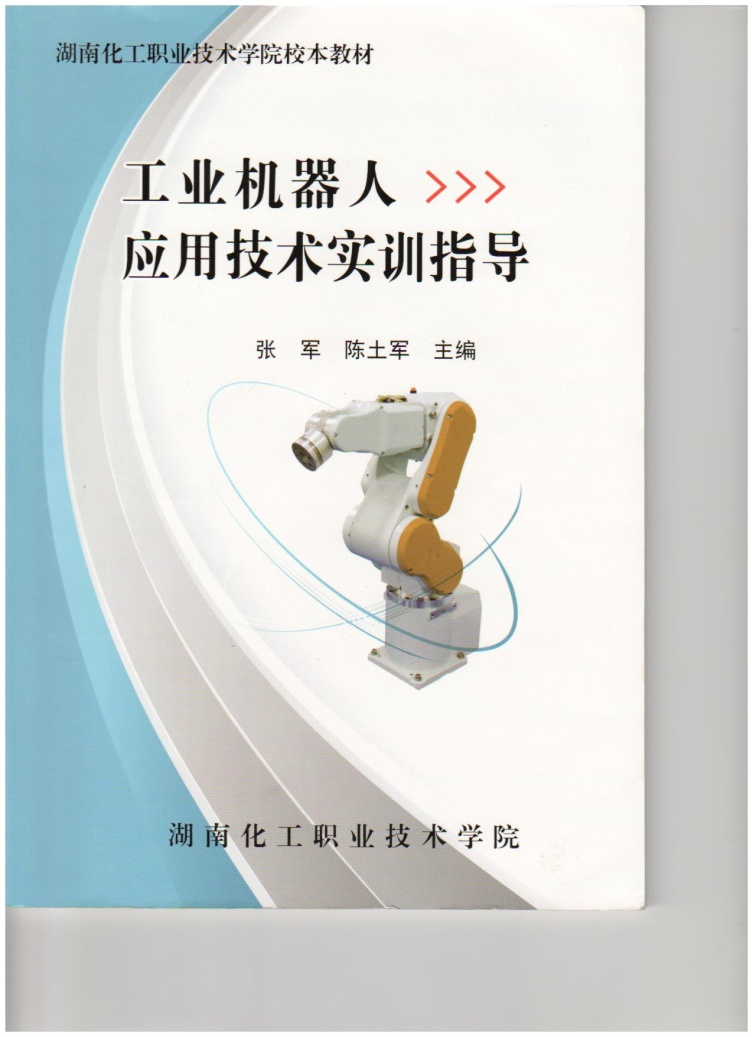 湖南化工职业技术学院校本教材
工业机器人 >>>
应用技术实训指导
张 军 陈土军 主编
湖南化工职业技术学院